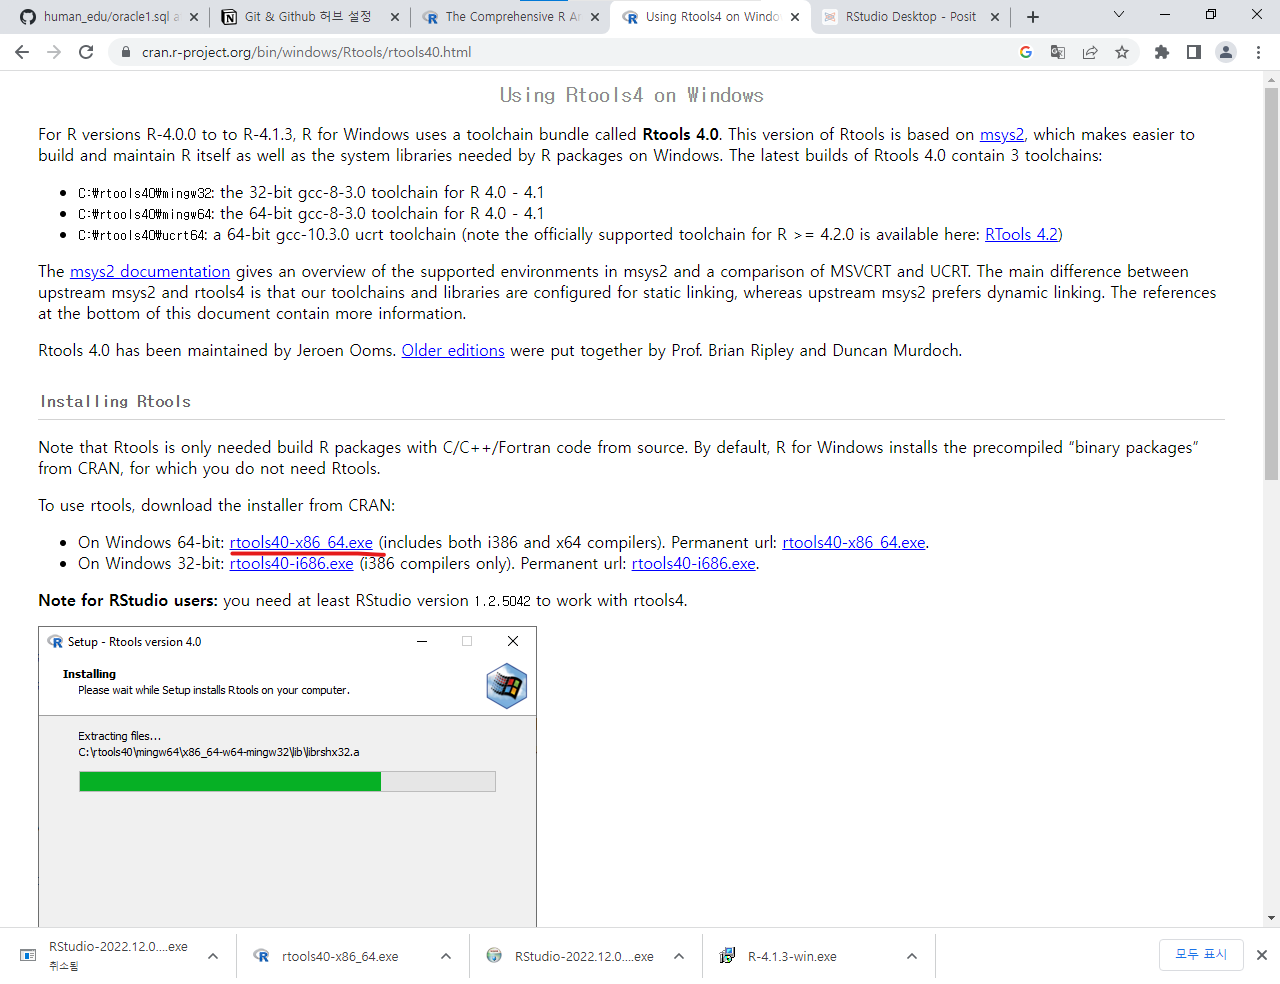 human_edu/oracle1.sql a
Git & Github 허브 설정
The Comprehensive R Ar
Using Rtools4 on Windo
RStudio Desktop - Posit
cran.r-project.org/bin/windows/Rtools/rtools40.html
Using Rtools4 on Windows
For R versions R-4.0.0 to to R-4.1.3, R for Windows uses a toolchain bundle called Rtools 4.0. This version of Rtools is based on msys2, which makes easier to
build and maintain R itself as well as the system libraries needed by R packages on Windows. The latest builds of Rtools 4.0 contain 3 toolchains:
• C:₩rtools40₩mingw32: the 32-bit gcc-8-3.0 toolchain for R 4.0 - 4.1
• C:₩rtools40₩mingw64: the 64-bit gcc-8-3.0 toolchain for R 4.0 - 4.1
• C:₩rtools40₩ucrt64: a 64-bit gcc-10.3.0 ucrt toolchain (note the officially supported toolchain for R >= 4.2.0 is available here: RTools 4.2)
The msys2 documentation gives an overview of the supported environments in msys2 and a comparison of MSVCRT and UCRT. The main difference between
upstream msys2 and rtools4 is that our toolchains and libraries are configured for static linking, whereas upstream msys2 prefers dynamic linking. The references
at the bottom of this document contain more information.
Rtools 4.0 has been maintained by Jeroen Ooms. Older editions were put together by Prof. Brian Ripley and Duncan Murdoch.
Installing Rtools
Note that Rtools is only needed build R packages with C/C++/Fortran code from source. By default, R for Windows installs the precompiled “binary packages”
from CRAN, for which you do not need Rtools.
To use rtools, download the installer from CRAN:
• On Windows 64-bit: rtools40-x86_64.exe (includes both i386 and x64 compilers). Permanent url: rtools40-x86_64.exe.
• On Windows 32-bit: rtools40-i686.exe (i386 compilers only). Permanent url: rtools40-i686.exe.
Note for RStudio users: you need at least RStudio version 1.2.5042 to work with rtools4.
Setup - Rtools version 4.0
Installing
Please wait while Setup installs Rtools on your computer.
Extracting files...
C:\rtools40\mingw64\x86_64-w64-mingw32\lib\librshx32.a
RStudio-2022.12.0....exe
취소됨
rtools40-x86_64.exe
RStudio-2022.12.0....exe
R-4.1.3-win.exe
모두 표시